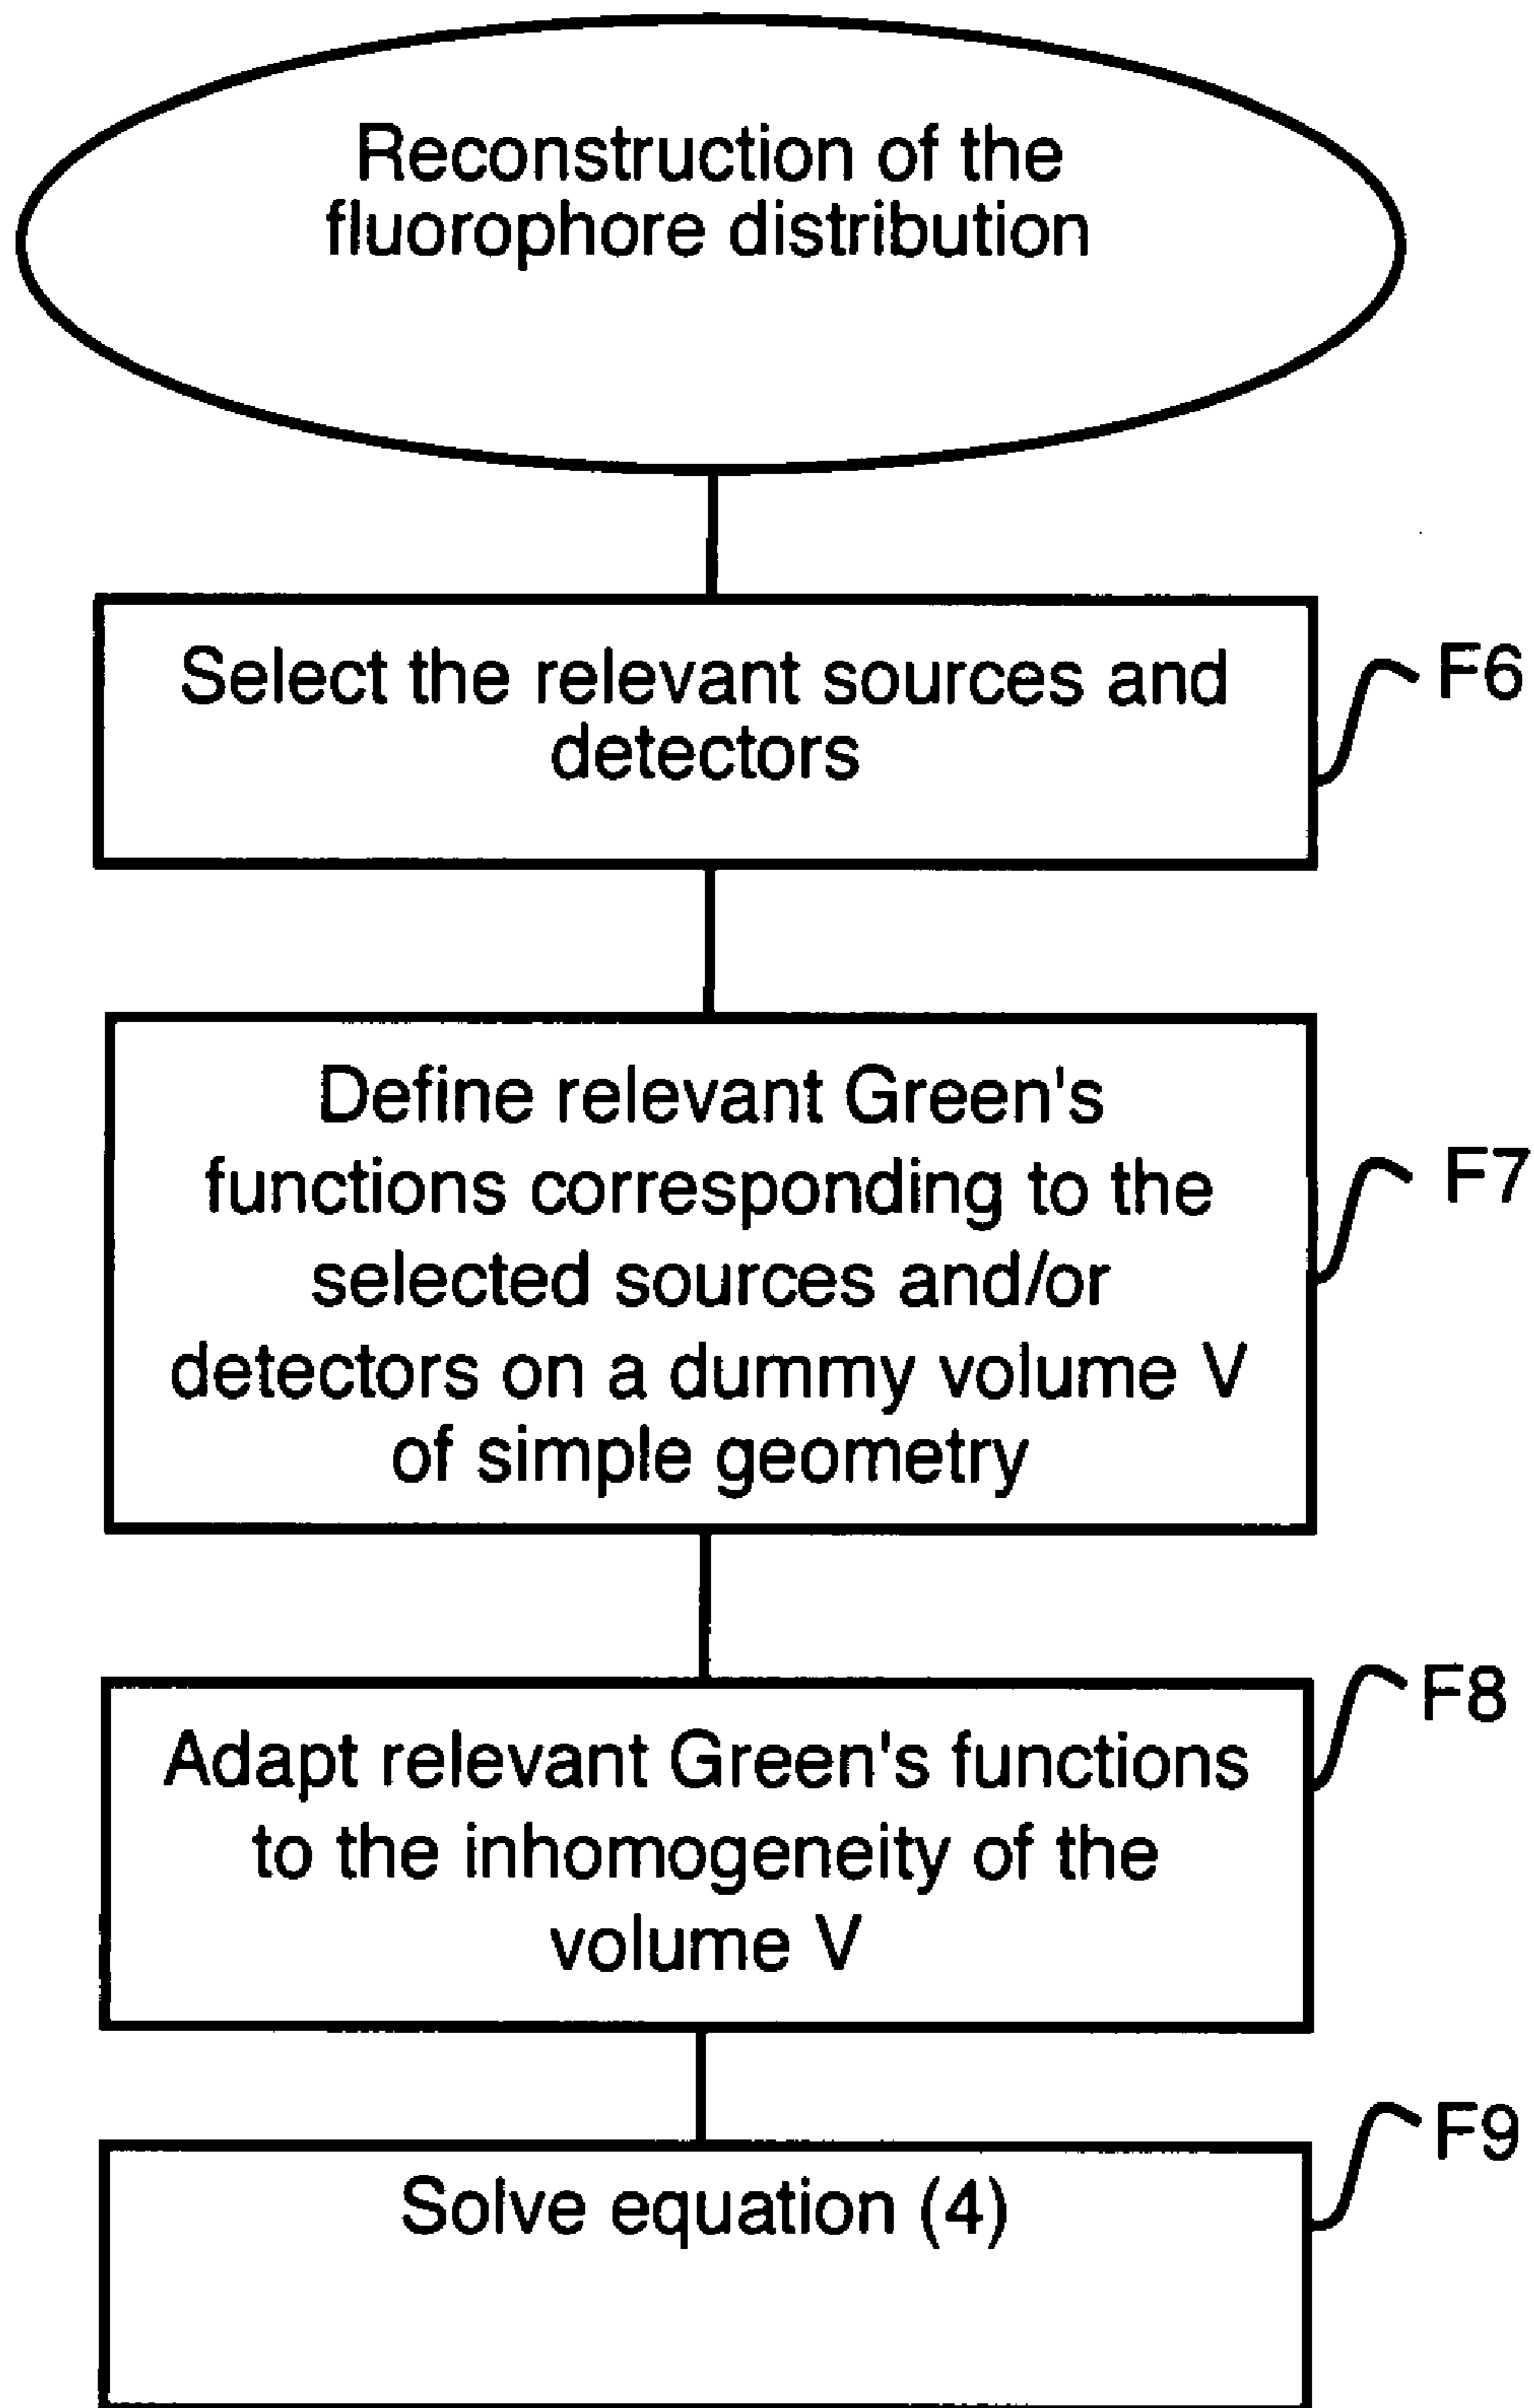 Reconstruction of the
fluorophore distribution
Select the relevant sources and
detectors
F6
Define relevant Green's
functions corresponding to the
selected sources and/or
detectors on a dummy volume V
of simple geometry
F7
Adapt relevant Green's functions
to the inhomogeneity of the
volume V
F8
Solve equation (4)
F9